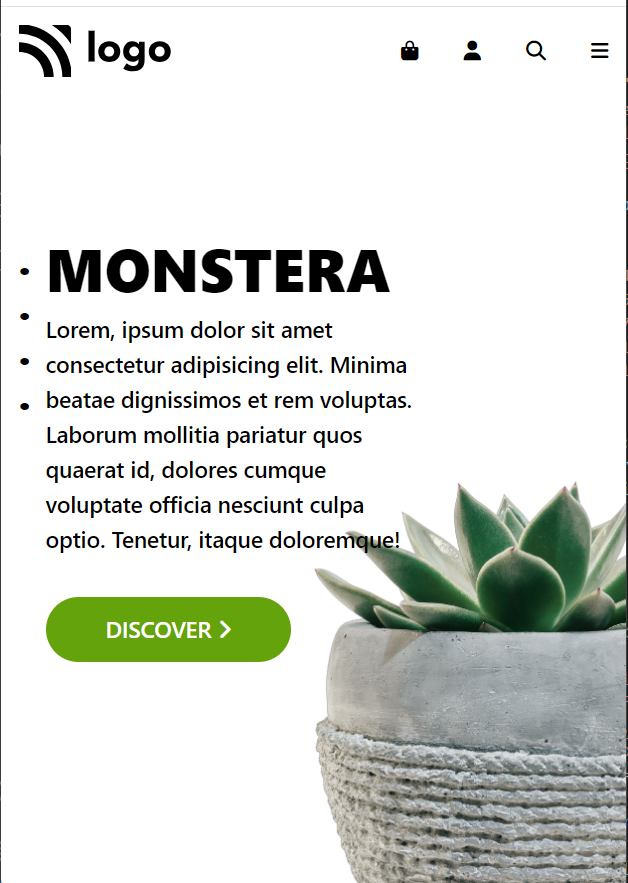 logo
MONSTERA
Lorem, ipsum dolor sit amet
consectetur adipisicing elit. Minima
beatae dignissimos et rem voluptas.
Laborum mollitia pariatur quos
quaerat id, dolores cumque
voluptate officia nesciunt culpa
optio. Tenetur, itaque doloremque!
DISCOVER